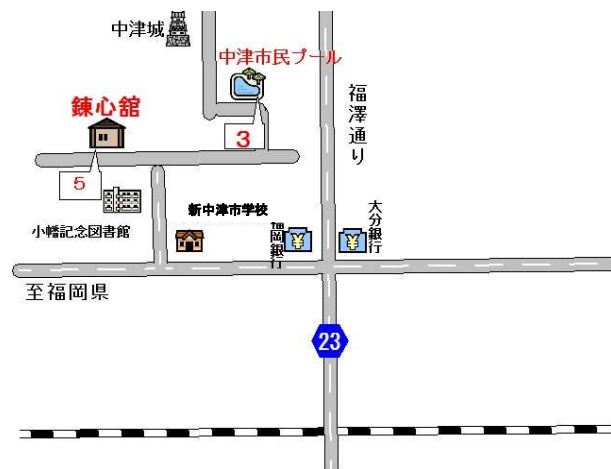 中津城
中津市民プール
錬心舘
3
福澤通り
5
小幡記念図書館
新中津市学校
福岡銀行
大分銀行
至福岡県
23